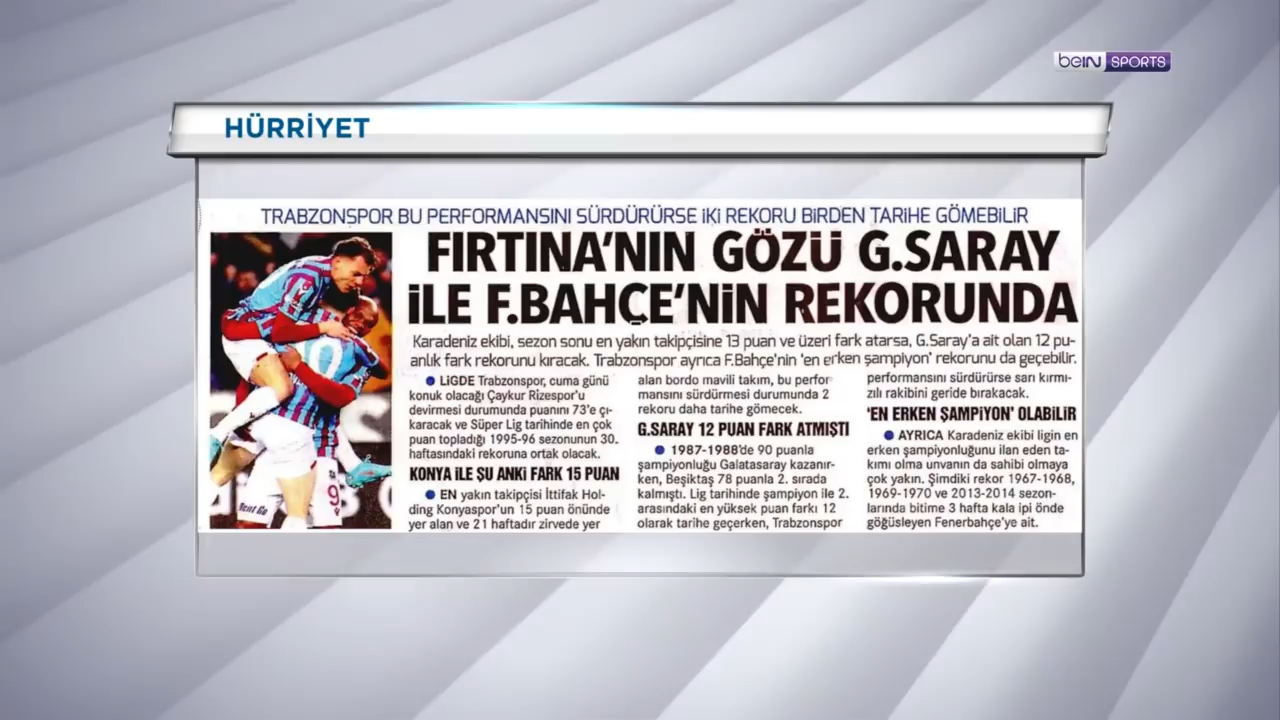 beIN SPORTS
HÜRRİYET
TRABZONSPOR BU PERFORMANSINI SÜRDÜRÜRSE İKİ REKORU BİRDEN TARİHE GÖMEBİLİR
FIRTINA'NIN GÖZÜ G.SARAY
İLE F.BAHÇE'NİN REKORUNDA
Karadeniz ekibi, sezon sonu en yakın takipçisine 13 puan ve üzeri fark atarsa, G.Saray'a ait olan 12 pu-
anlık fark rekorunu kıracak. Trabzonspor ayrıca F.Bahçe'nin 'en erken şampiyon' rekorunu da geçebilir.
● LİGDE Trabzonspor, cuma günü
konuk olacağı Çaykur Rizespor'u
devirmesi durumunda puanını 73'e çı-
karacak ve Süper Lig tarihinde en çok
puan topladığı 1995-96 sezonunun 30.
haftasındaki rekoruna ortak olacak.
KONYA İLE ŞU ANKİ FARK 15 PUAN
● EN yakın takipçisi İttifak Hol-
ding Konyaspor'un 15 puan önünde
yer alan ve 21 haftadır zirvede yer
alan bordo mavili takım, bu perfor-
mansını sürdürmesi durumunda 2
rekoru daha tarihe gömecek.
G.SARAY 12 PUAN FARK ATMIŞTI
● 1987-1988'de 90 puanla
şampiyonluğu Galatasaray kazanır-
ken, Beşiktaş 78 puanla 2. sırada
kalmıştı. Lig tarihinde şampiyon ile 2.
arasındaki en yüksek puan farkı 12
olarak tarihe geçerken, Trabzonspor
performansını sürdürürse sarı kırmı-
zılı rakibini geride bırakacak.
'EN ERKEN ŞAMPİYON' OLABİLİR
● AYRICA Karadeniz ekibi ligin en
erken şampiyonluğunu ilan eden ta-
kımı olma unvanın da sahibi olmaya
çok yakın. Şimdiki rekor 1967-1968,
1969-1970 ve 2013-2014 sezon-
larında bitime 3 hafta kala ipi önde
göğüsleyen Fenerbahçe'ye ait.
9